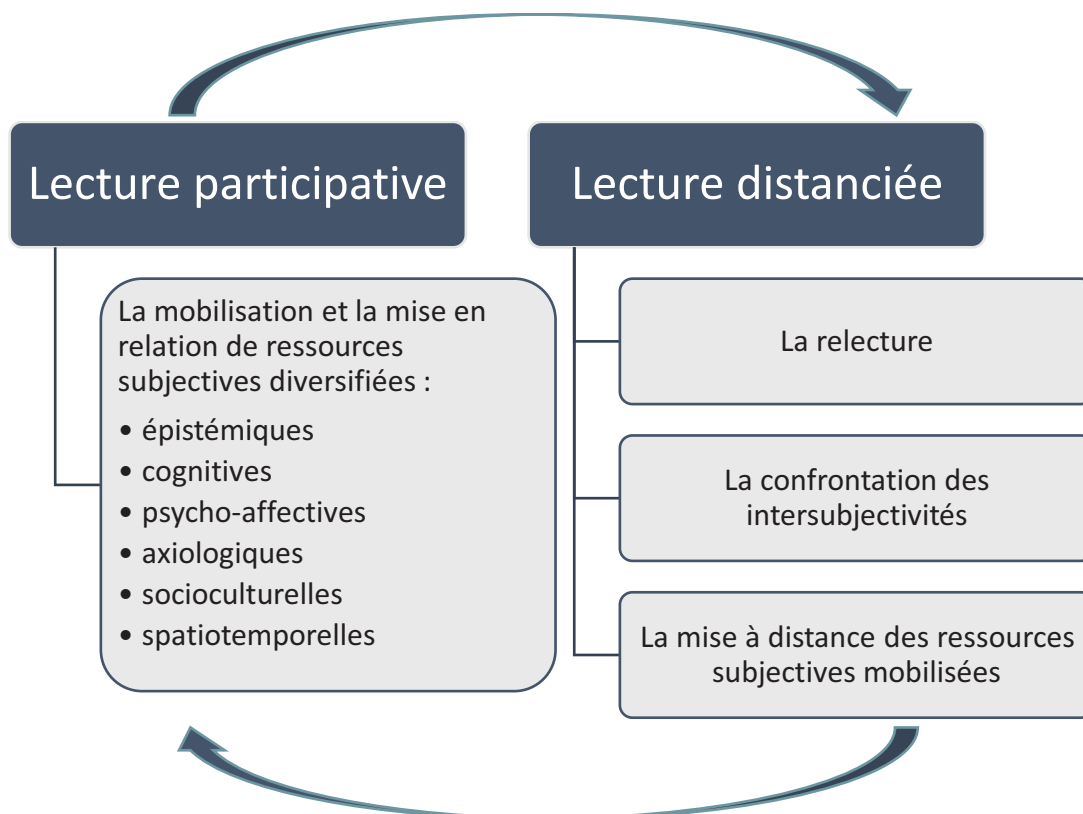 Lecture participative
La mobilisation et la mise en
relation de ressources
subjectives diversifiées :
• épistémiques
• cognitives
• psycho-affectives
• axiologiques
• socioculturelles
• spatiotemporelles
Lecture distanciée
La relecture
La confrontation des
intersubjectivités
La mise à distance des ressources
subjectives mobilisées